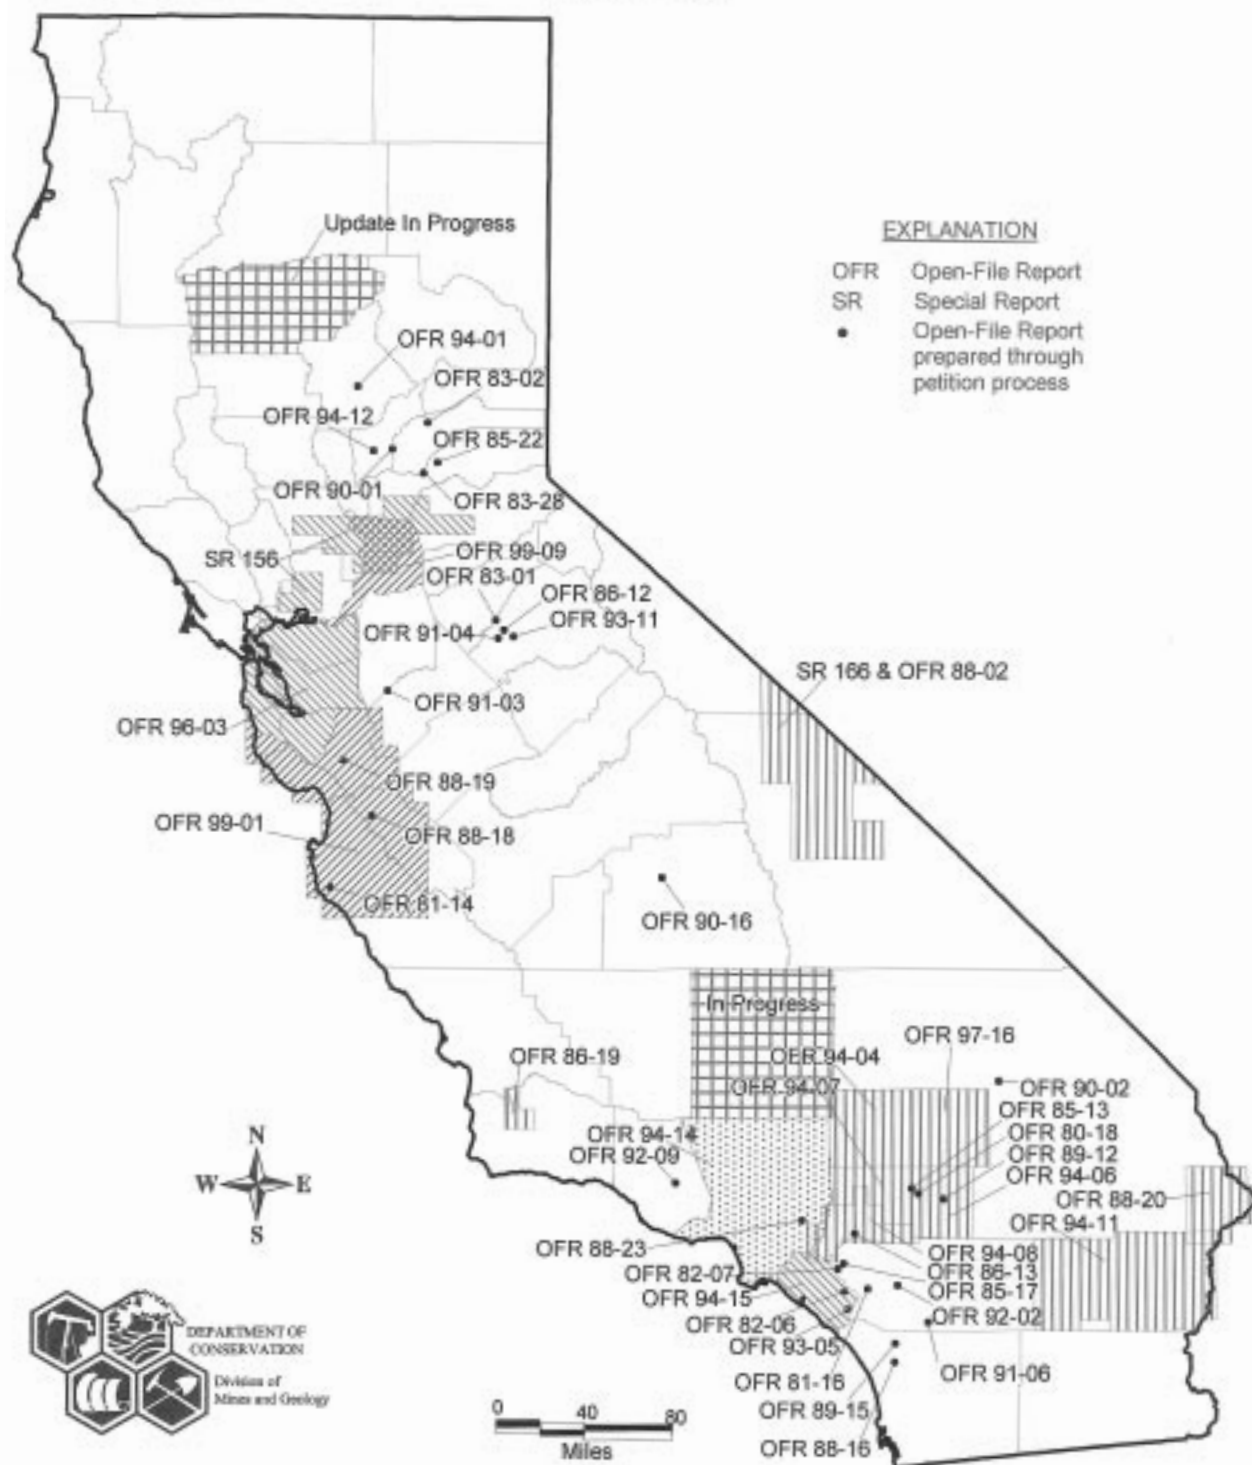 Update In Progress
EXPLANATION
OFR Open-File Report
SR Special Report
Open-File Report
prepared through
petition process
OFR 94-01
OFR 83-02
OFR 94-12
OFR 85-22
OFR 90-01
OFR 83-28
SR 156
OFR 99-09
OFR 83-01
OFR 86-12
OFR 91-04
OFR 93-11
SR 166 & OFR 88-02
OFR 91-03
OFR 96-03
OFR 88-19
OFR 99-01
OFR 88-18
OFR 81-14
OFR 90-16
In Progress
OFR 97-16
OFR 86-19
OFR 94-04
OFR 94-07
OFR 90-02
OFR 85-13
OFR 80-18
OFR 89-12
OFR 94-06
OFR 88-20
OFR 94-11
OFR 94-14
OFR 92-09
N
W E
S
OFR 88-23
OFR 94-08
OFR 86-13
OFR 85-17
OFR 92-02
OFR 82-07
OFR 94-15
OFR 82-06
OFR 93-05
OFR 91-06
OFR 81-16
OFR 89-15
OFR 88-16
DEPARTMENT OF
CONSERVATION
Division of
Mines and Geology
0 40 80
Miles